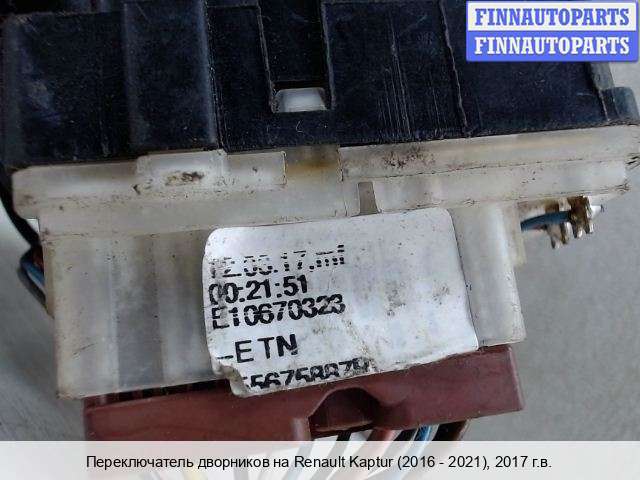 FINNAUTOPARTS
FINNAUTOPARTS
00:21:51
E10670323
-ETN
Переключатель дворников на Renault Kaptur (2016 - 2021), 2017 г.в.